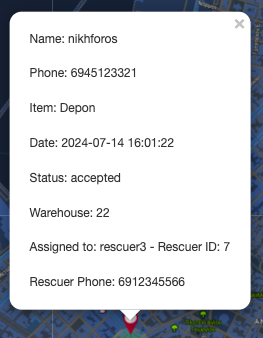 ×
Name: nikhforos
Phone: 6945123321
Item: Depon
Date: 2024-07-14 16:01:22
Status: accepted
Warehouse: 22
Assigned to: rescuer3 - Rescuer ID: 7
Rescuer Phone: 6912345566